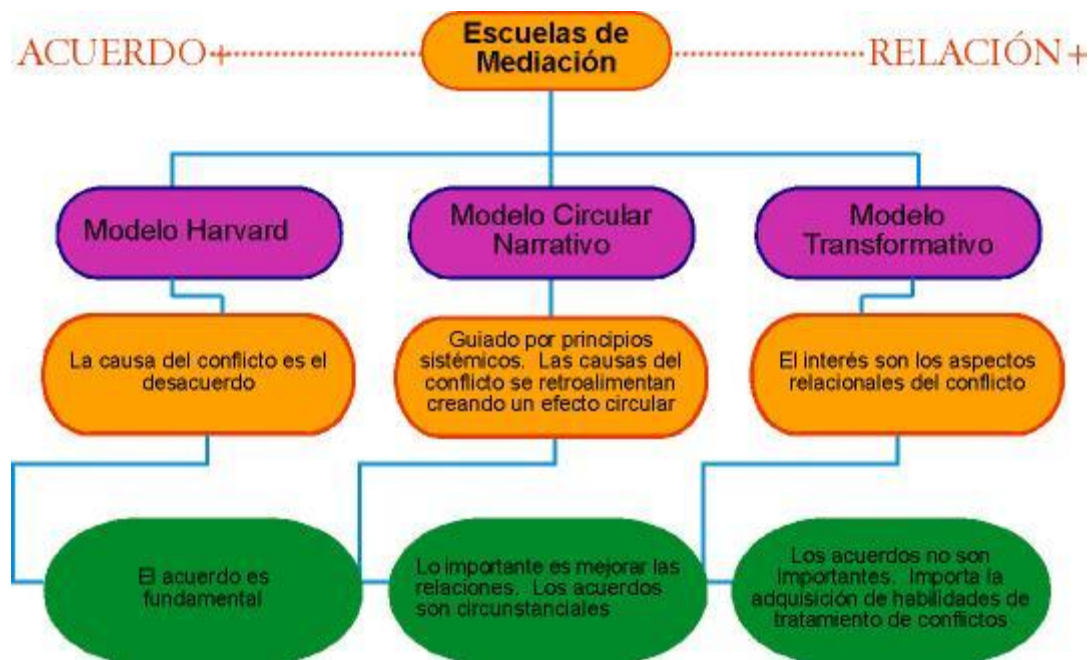 ACUERDO+
Escuelas de
Mediación
RELACIÓN+
Modelo Harvard
Modelo Circular
Narrativo
Modelo
Transformativo
La causa del conflicto es el
desacuerdo
Guiado por principios
sistémicos. Las causas del
conflicto se retroalimentan
creando un efecto circular
El interés son los aspectos
relacionales del conflicto
El acuerdo es
fundamental
Lo importante es mejorar las
relaciones. Los acuerdos
son circunstanciales
Los acuerdos no son
importantes. Importa la
adquisición de habilidades de
tratamiento de conflictos